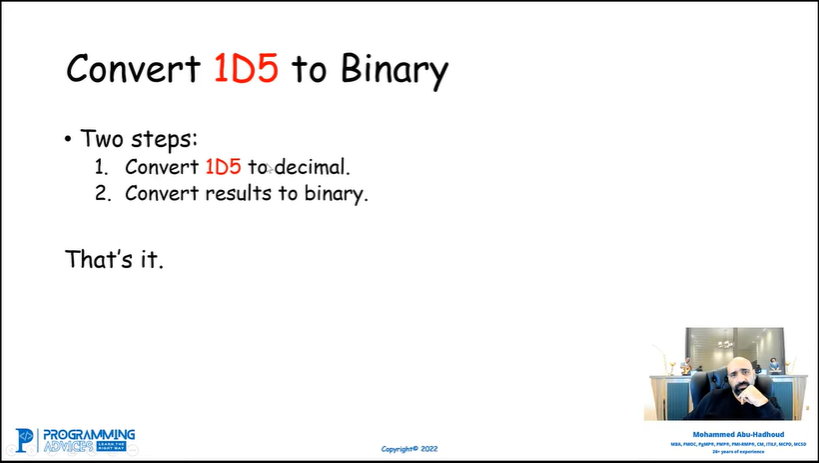 Convert 1D5 to Binary
• Two steps:
1. Convert 1D5 to decimal.
2. Convert results to binary.
That's it.
Mohammed Abu-Hadhoud
MBA, PMOC, PgMP®, PMP®, PMI-RMP®, CM, ITILF, MCPD, MCSD
26+ years of experience
PROGRAMMING
ADVICES LEARN THE RIGHT WAY
Copyright© 2022